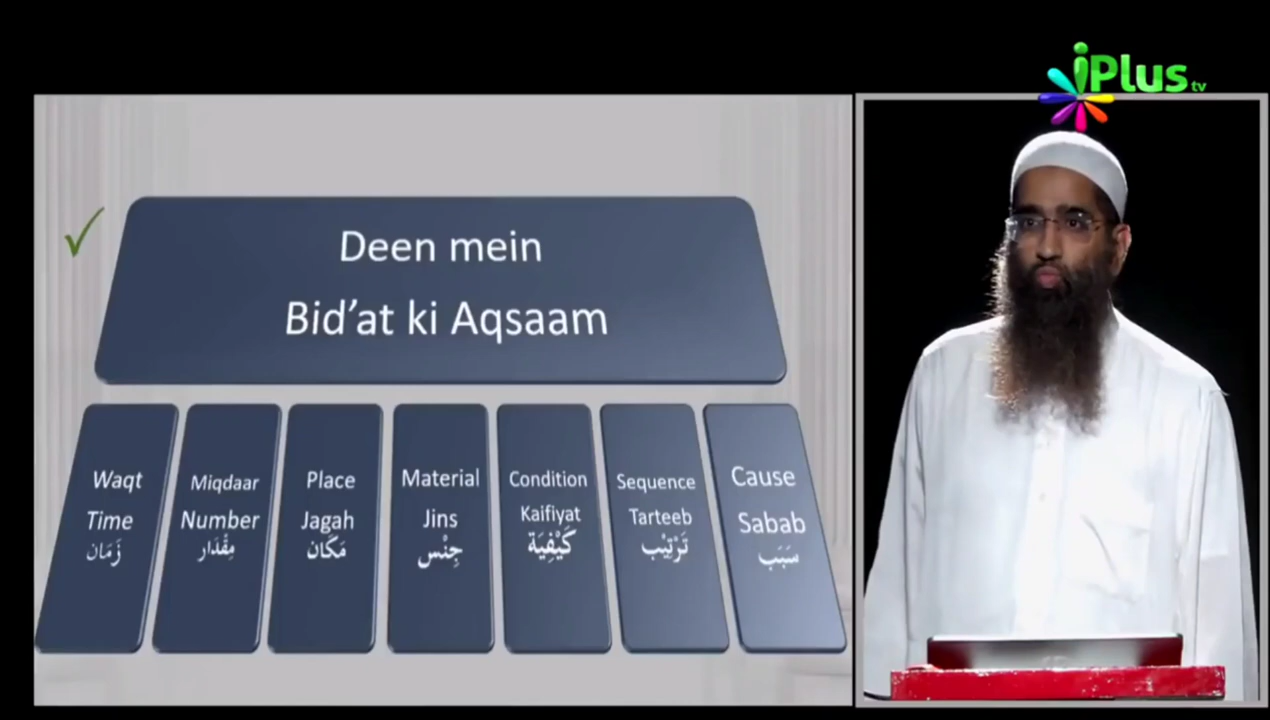 iPlus tv
Deen mein
Bid'at ki Aqsaam
Waqt
Time
زَمَان
Miqdaar
Number
مِقْدَار
Place
Jagah
مَكَان
Material
Jins
جِنْس
Condition
Kaifiyat
كَيْفِيَة
Sequence
Tarteeb
تَرْتِيْب
Cause
Sabab
سَبَب